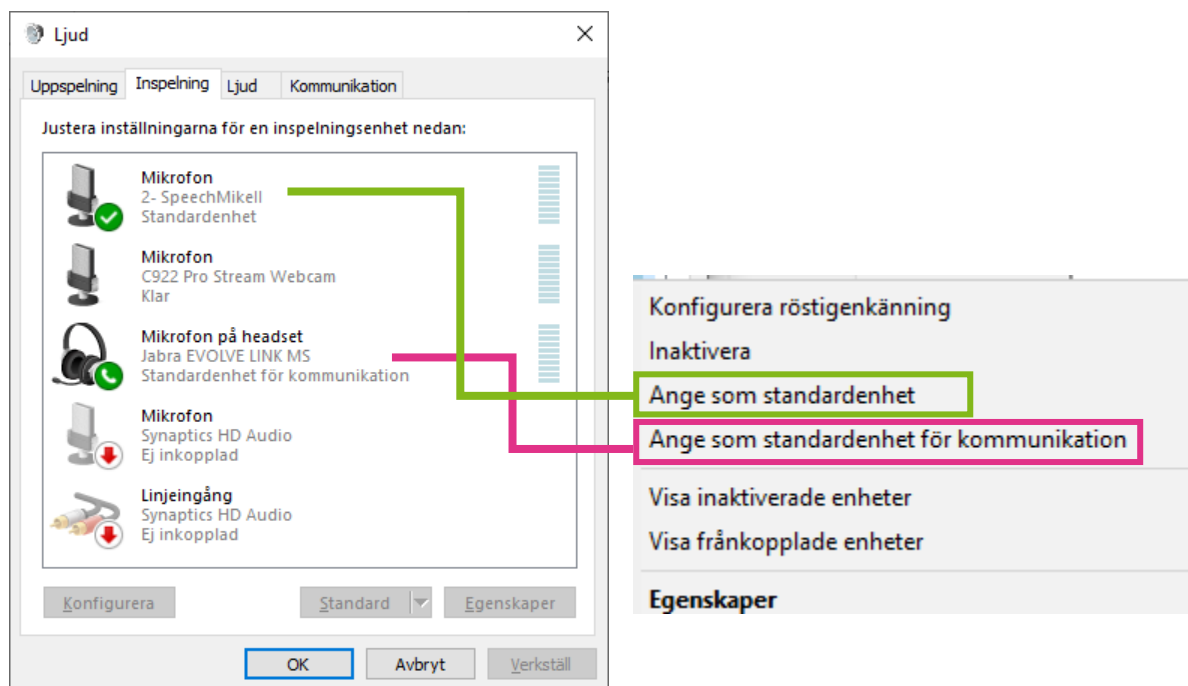 Ljud
Uppspelning Inspelning Ljud Kommunikation
Justera inställningarna för en inspelningsenhet nedan:
Mikrofon
2- SpeechMikeII
Standardenhet
Mikrofon
C922 Pro Stream Webcam
Klar
Mikrofon på headset
Jabra EVOLVE LINK MS
Standardenhet för kommunikation
Mikrofon
Synaptics HD Audio
Ej inkopplad
Linjeingång
Synaptics HD Audio
Ej inkopplad
Konfigurera Standard Egenskaper
OK Avbryt Verkställ
Konfigurera röstigenkänning
Inaktivera
Ange som standardenhet
Ange som standardenhet för kommunikation
Visa inaktiverade enheter
Visa frånkopplade enheter
Egenskaper